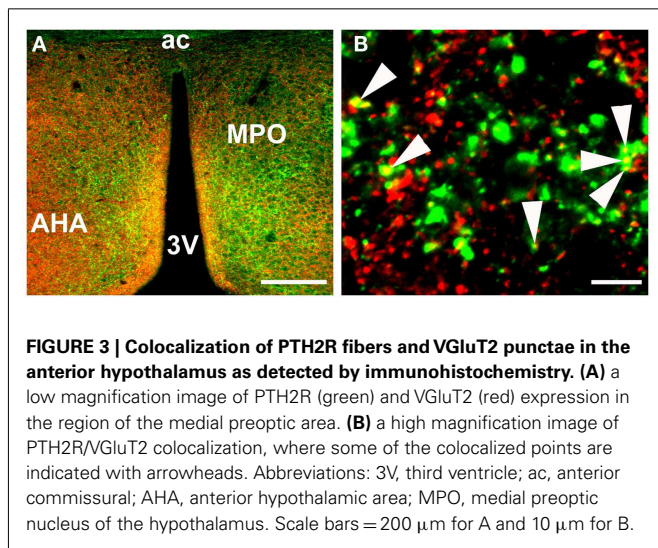 A
ac
MPO
AHA
3V
B
FIGURE 3 | Colocalization of PTH2R fibers and VGluT2 punctae in the
anterior hypothalamus as detected by immunohistochemistry. (A) a
low magnification image of PTH2R (green) and VGluT2 (red) expression in
the region of the medial preoptic area. (B) a high magnification image of
PTH2R/VGluT2 colocalization, where some of the colocalized points are
indicated with arrowheads. Abbreviations: 3V, third ventricle; ac, anterior
commissural; AHA, anterior hypothalamic area; MPO, medial preoptic
nucleus of the hypothalamus. Scale bars = 200 μm for A and 10 μm for B.